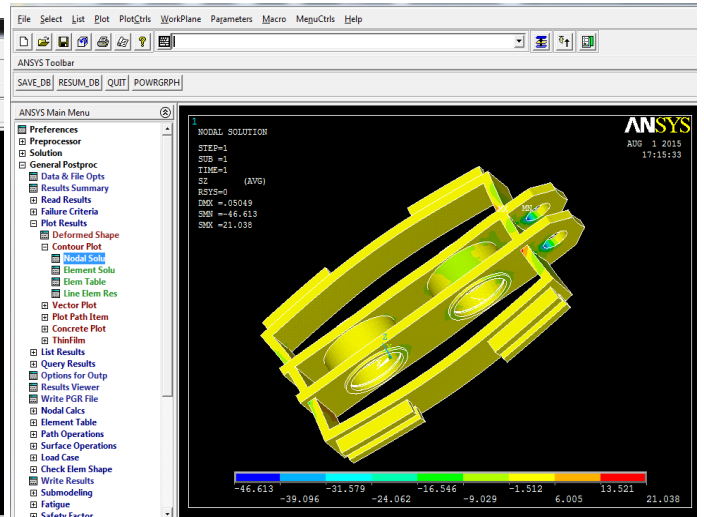 File Select List Plot PlotCtrls WorkPlane Parameters Macro MenuCtrls Help
ANSYS Toolbar
SAVE_DB RESUM_DB QUIT POWRGRPH
ANSYS Main Menu
Preferences
Preprocessor
Solution
General Postproc
Data & File Opts
Results Summary
Read Results
Failure Criteria
Plot Results
Deformed Shape
Contour Plot
Nodal Solu
Element Solu
Elem Table
Line Elem Res
Vector Plot
Plot Path Item
Concrete Plot
ThinFilm
List Results
Query Results
Options for Outp
Results Viewer
Write PGR File
Nodal Calcs
Element Table
Path Operations
Surface Operations
Load Case
Check Elem Shape
Write Results
Submodeling
Fatigue
Safety Factor
1
NODAL SOLUTION
STEP=1
SUB =1
TIME=1
SZ (AVG)
RSYS=0
DMX =.05049
SMN =-46.613
SMX =21.038
ANSYS
AUG 1 2015
17:15:33
MN
Z
-46.613 -31.579 -16.546 -1.512 13.521
-39.096 -24.062 -9.029 6.005 21.038